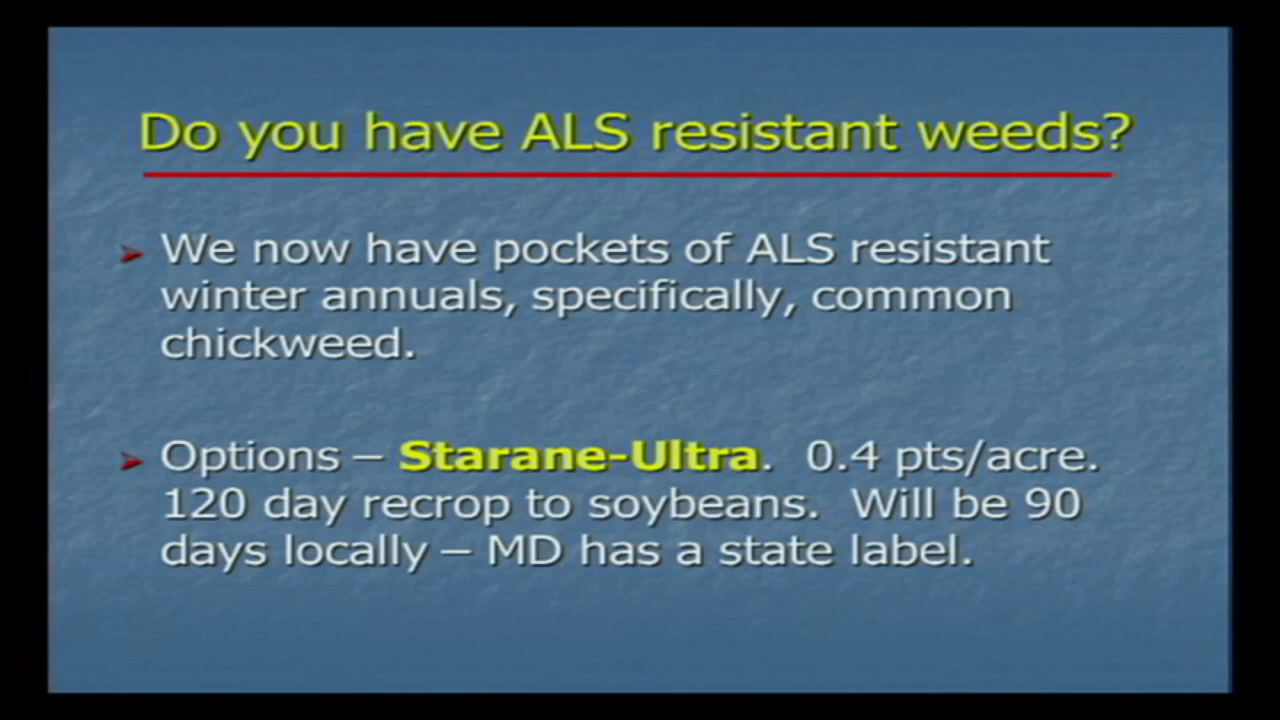 Do you have ALS resistant weeds?
We now have pockets of ALS resistant
winter annuals, specifically, common
chickweed.
Options – Starane-Ultra. 0.4 pts/acre.
120 day recrop to soybeans. Will be 90
days locally – MD has a state label.